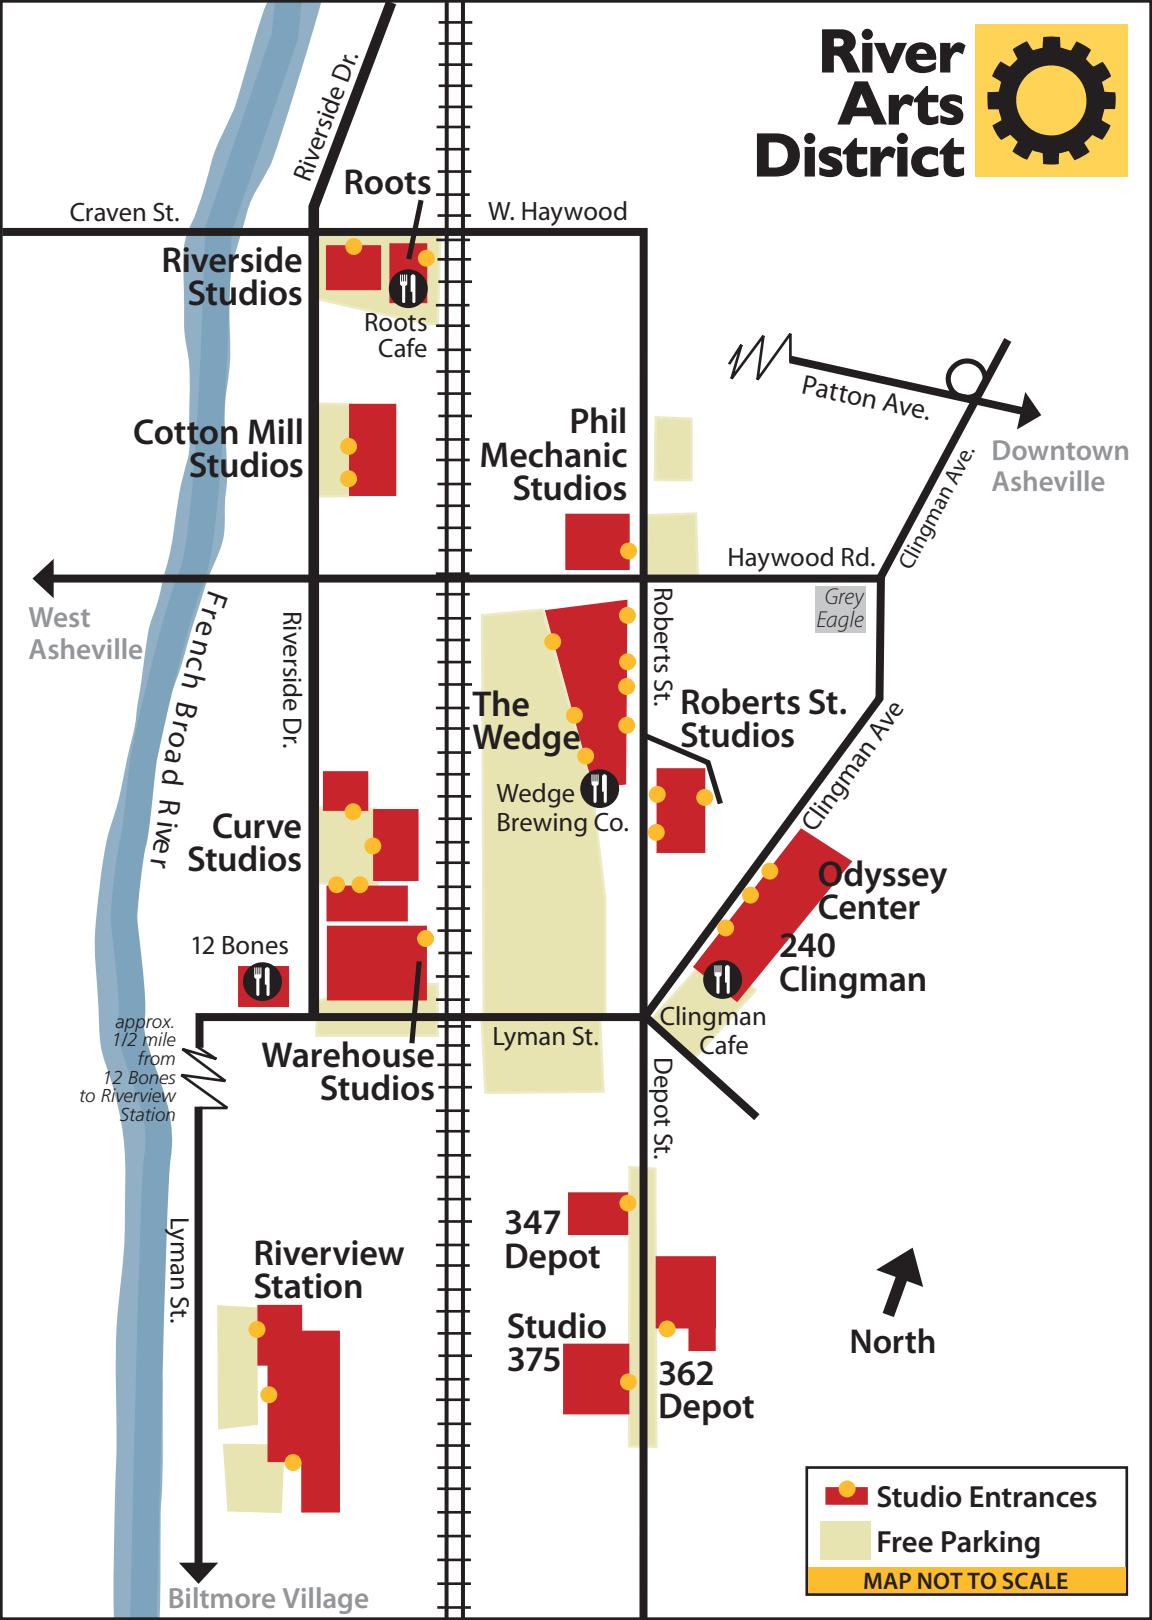 River
Arts
District
Riverside Dr.
Roots
Craven St.
W. Haywood
Riverside
Studios
Roots
Cafe
Patton Ave.
Downtown
Asheville
Clingman Ave.
Cotton Mill
Studios
Phil
Mechanic
Studios
Haywood Rd.
Grey
Eagle
West
Asheville
French Broad River
Riverside Dr.
Roberts St.
The
Wedge
Roberts St.
Studios
Clingman Ave
Wedge
Brewing Co.
Curve
Studios
Odyssey
Center
240
Clingman
12 Bones
Clingman
Cafe
approx.
1/2 mile
from
12 Bones
to Riverview
Station
Lyman St.
Warehouse
Studios
Depot St.
347
Depot
Lyman St.
Riverview
Station
Studio
375
362
Depot
North
Studio Entrances
Free Parking
MAP NOT TO SCALE
Biltmore Village